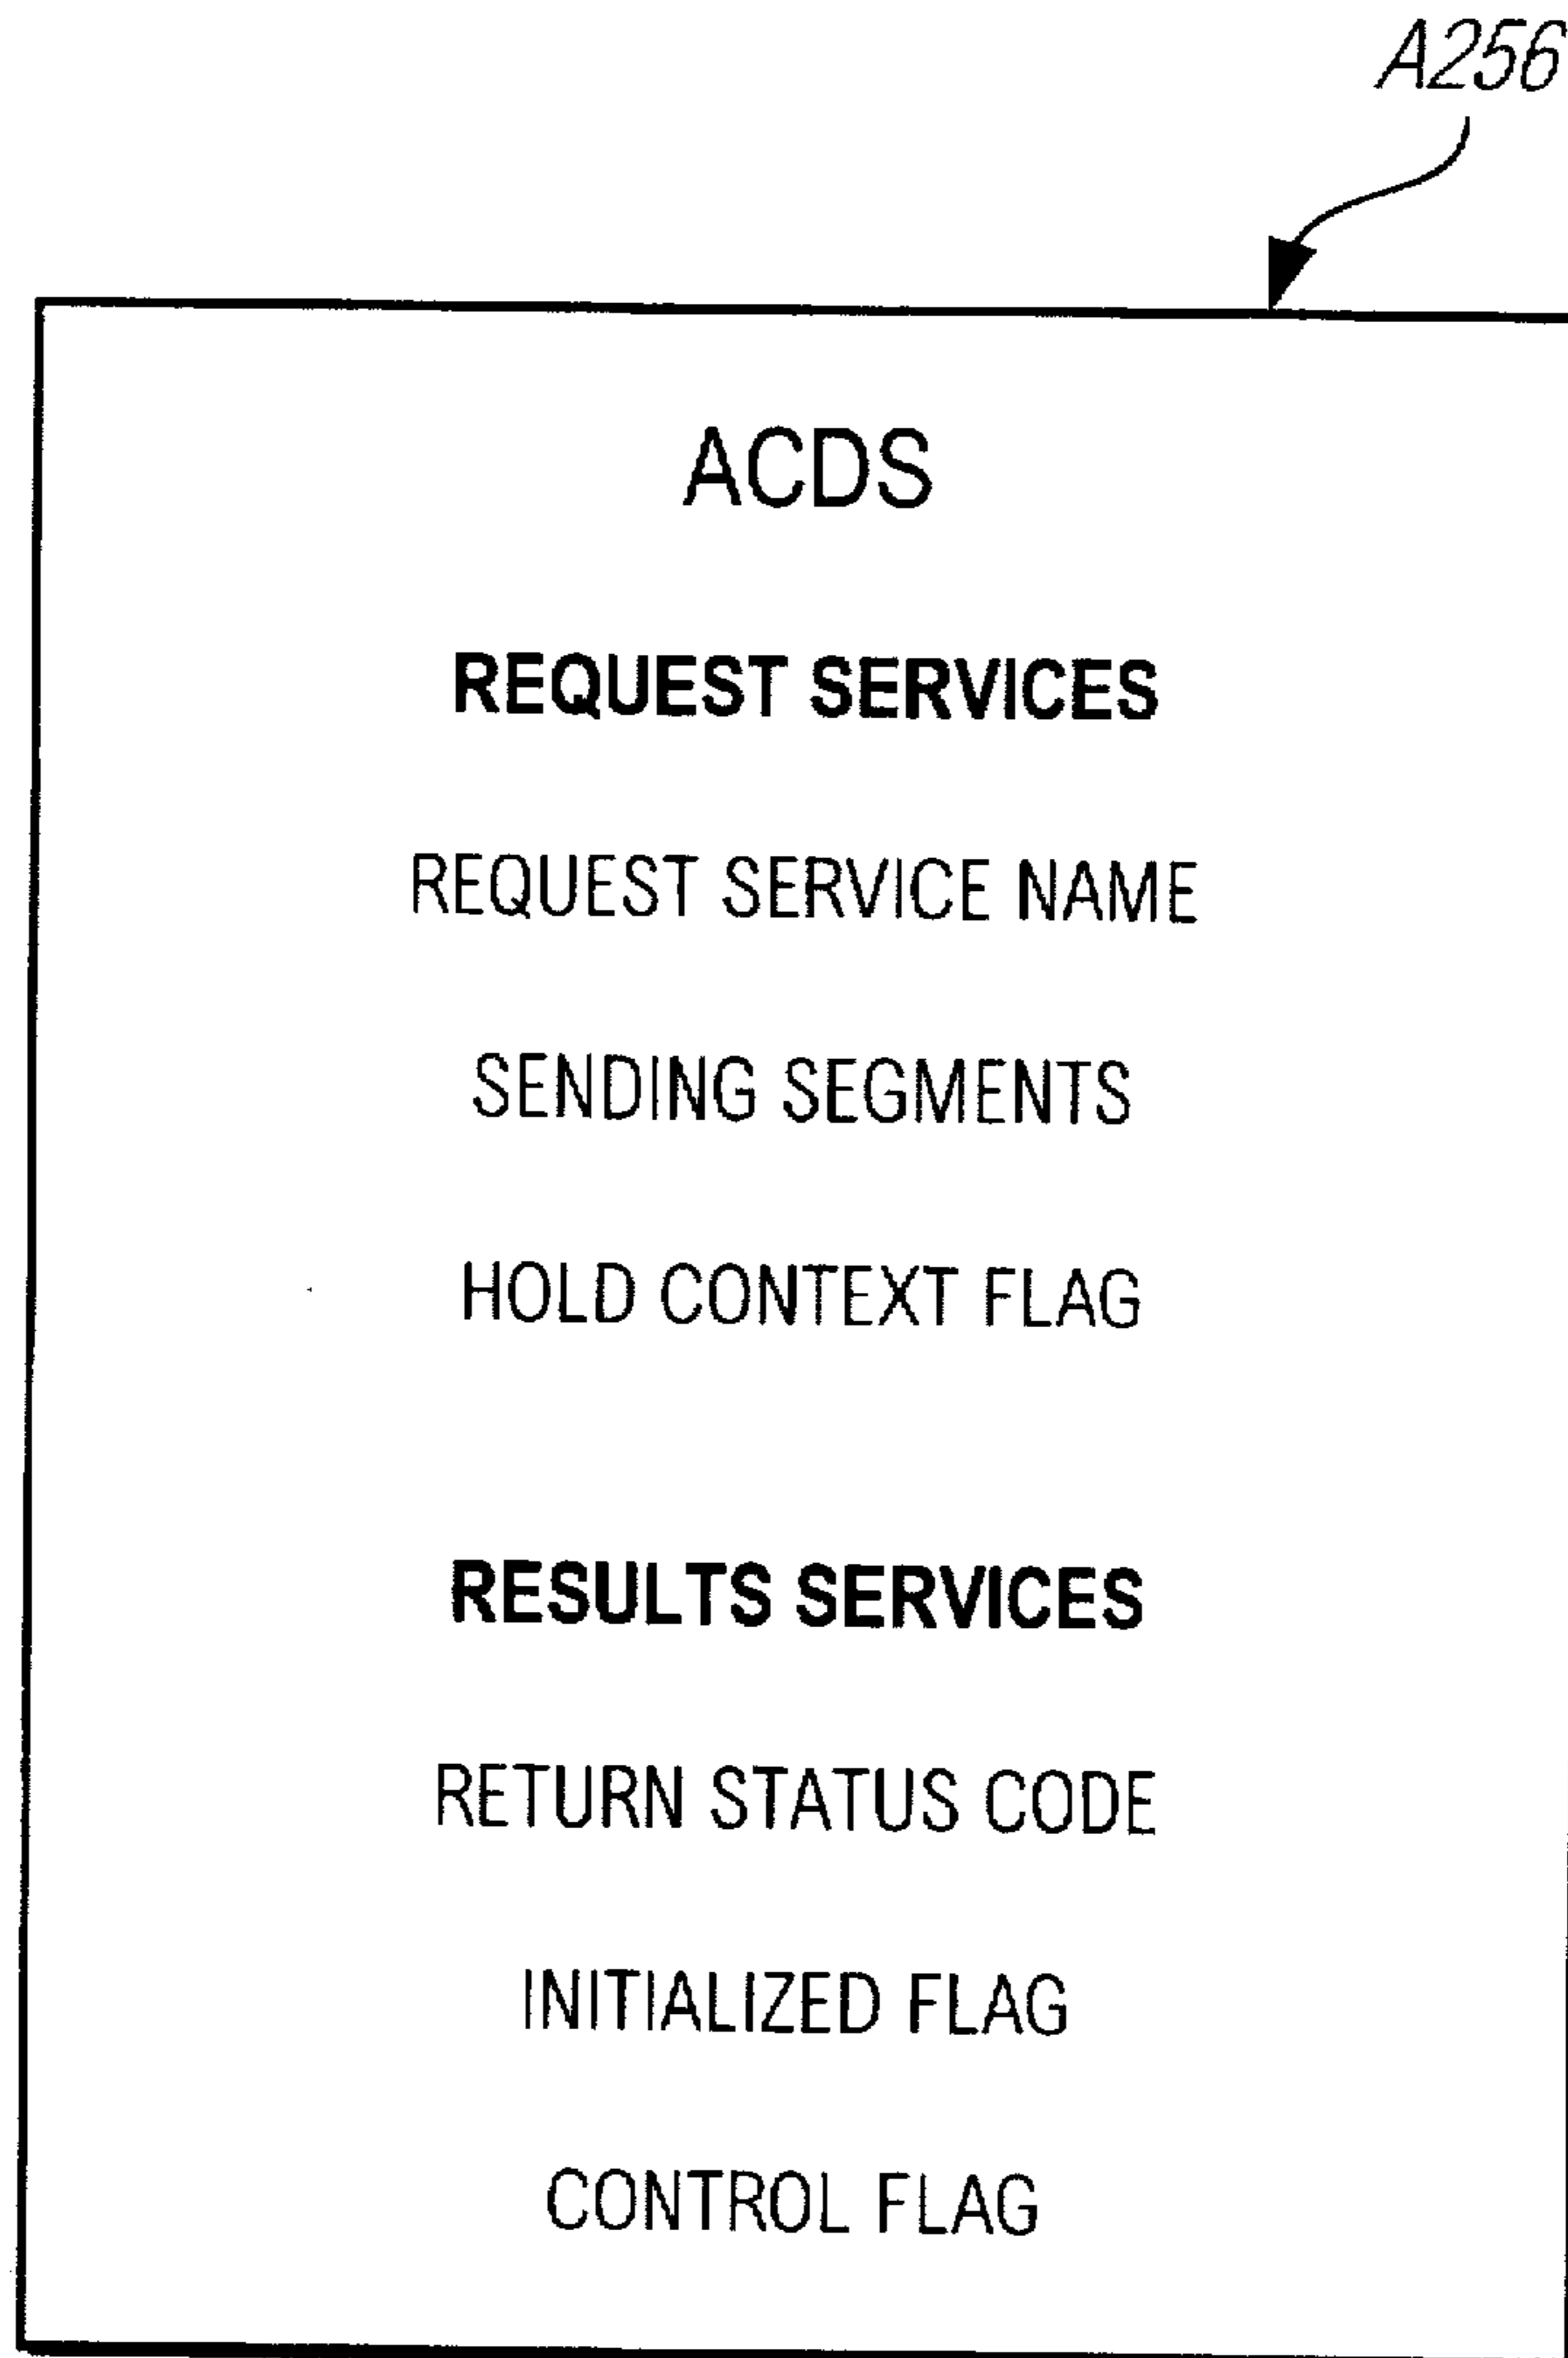 A256
ACDS
REQUEST SERVICES
REQUEST SERVICE NAME
SENDING SEGMENTS
HOLD CONTEXT FLAG
RESULTS SERVICES
RETURN STATUS CODE
INITIALIZED FLAG
CONTROL FLAG